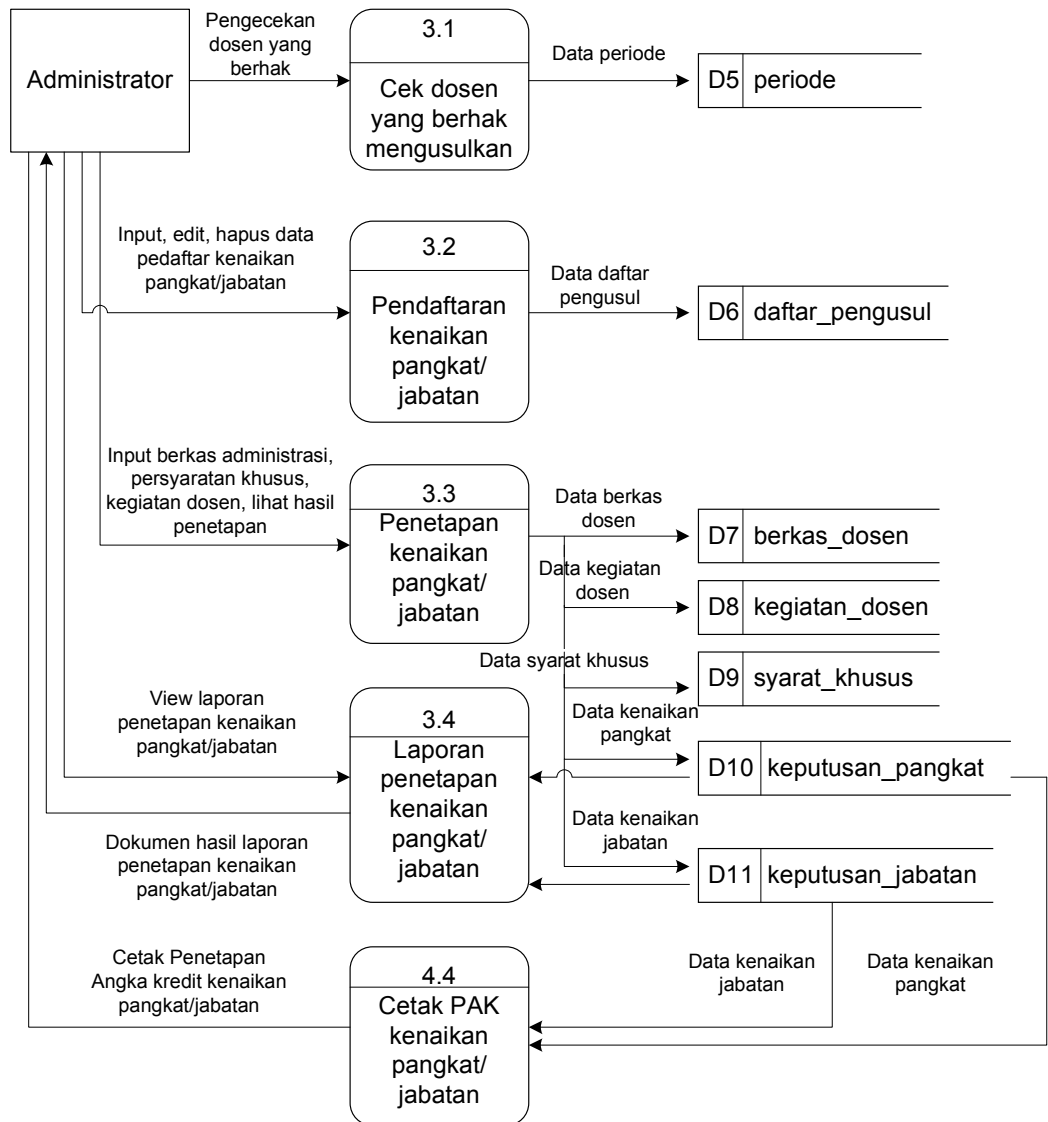 Administrator
Pengecekan
dosen yang
berhak
3.1
Cek dosen
yang berhak
mengusulkan
Data periode
D5 periode
Input, edit, hapus data
pedaftar kenaikan
pangkat/jabatan
3.2
Pendaftaran
kenaikan
pangkat/
jabatan
Data daftar
pengusul
D6 daftar_pengusul
Input berkas administrasi,
persyaratan khusus,
kegiatan dosen, lihat hasil
penetapan
3.3
Penetapan
kenaikan
pangkat/
jabatan
Data berkas
dosen
D7 berkas_dosen
Data kegiatan
dosen
D8 kegiatan_dosen
Data syarat khusus
D9 syarat_khusus
Data kenaikan
pangkat
D10 keputusan_pangkat
Data kenaikan
jabatan
D11 keputusan_jabatan
View laporan
penetapan kenaikan
pangkat/jabatan
3.4
Laporan
penetapan
kenaikan
pangkat/
jabatan
Dokumen hasil laporan
penetapan kenaikan
pangkat/jabatan
Cetak Penetapan
Angka kredit kenaikan
pangkat/jabatan
4.4
Cetak PAK
kenaikan
pangkat/
jabatan
Data kenaikan
jabatan
Data kenaikan
pangkat